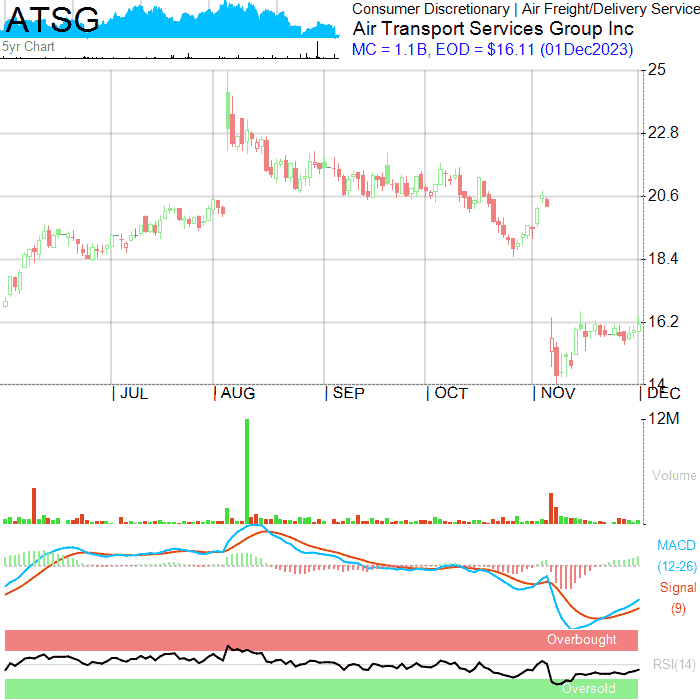 ATSG
5yr Chart
Consumer Discretionary | Air Freight/Delivery Service
Air Transport Services Group Inc
MC = 1.1B, EOD = $16.11 (01Dec2023)
25
22.8
20.6
18.4
16.2
14
| JUL
| AUG
| SEP
| OCT
| NOV
| DEC
12M
Volume
MACD
(12-26)
Signal
(9)
Overbought
RSI(14)
Oversold